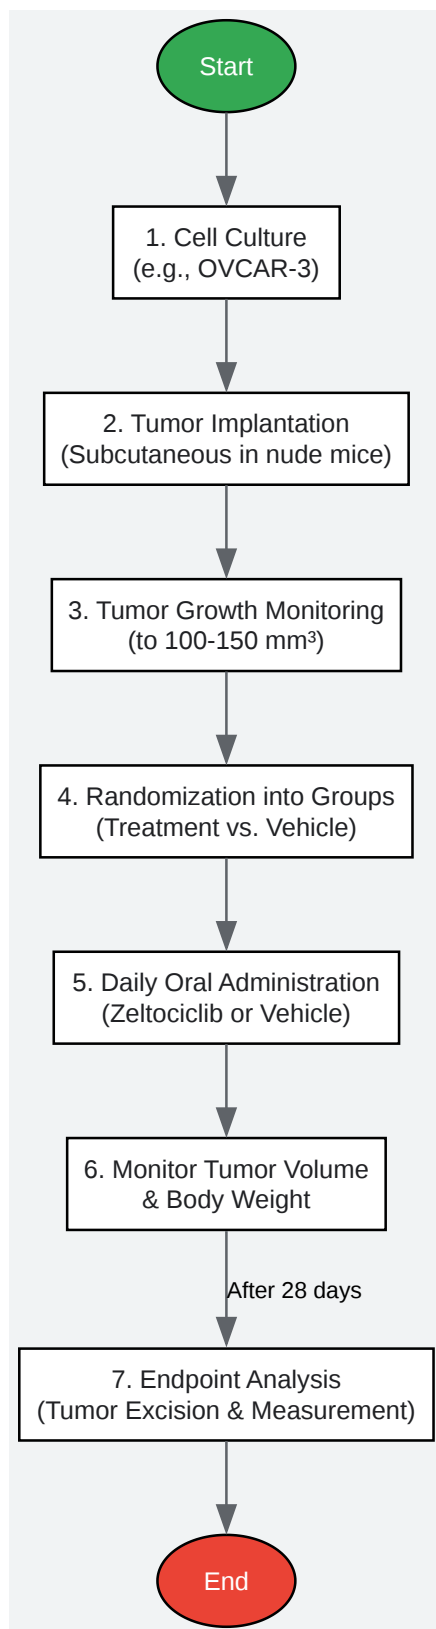 Start
1. Cell Culture
(e.g., OVCAR-3)
2. Tumor Implantation
(Subcutaneous in nude mice)
3. Tumor Growth Monitoring
(to 100-150 mm³)
4. Randomization into Groups
(Treatment vs. Vehicle)
5. Daily Oral Administration
(Zeltociclib or Vehicle)
6. Monitor Tumor Volume
& Body Weight
After 28 days
7. Endpoint Analysis
(Tumor Excision & Measurement)
End